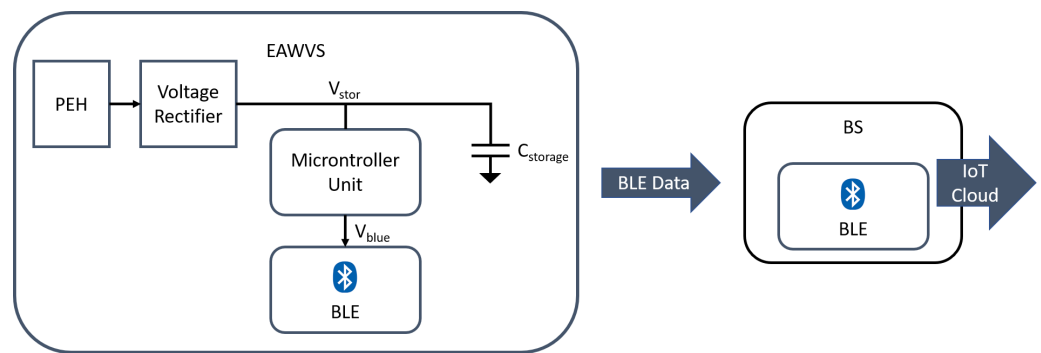 EAWVS
PEH
Voltage
Rectifier
Vstor
Microntroller
Unit
Cstorage
Vblue
BLE
BLE Data
BS
BLE
IoT
Cloud